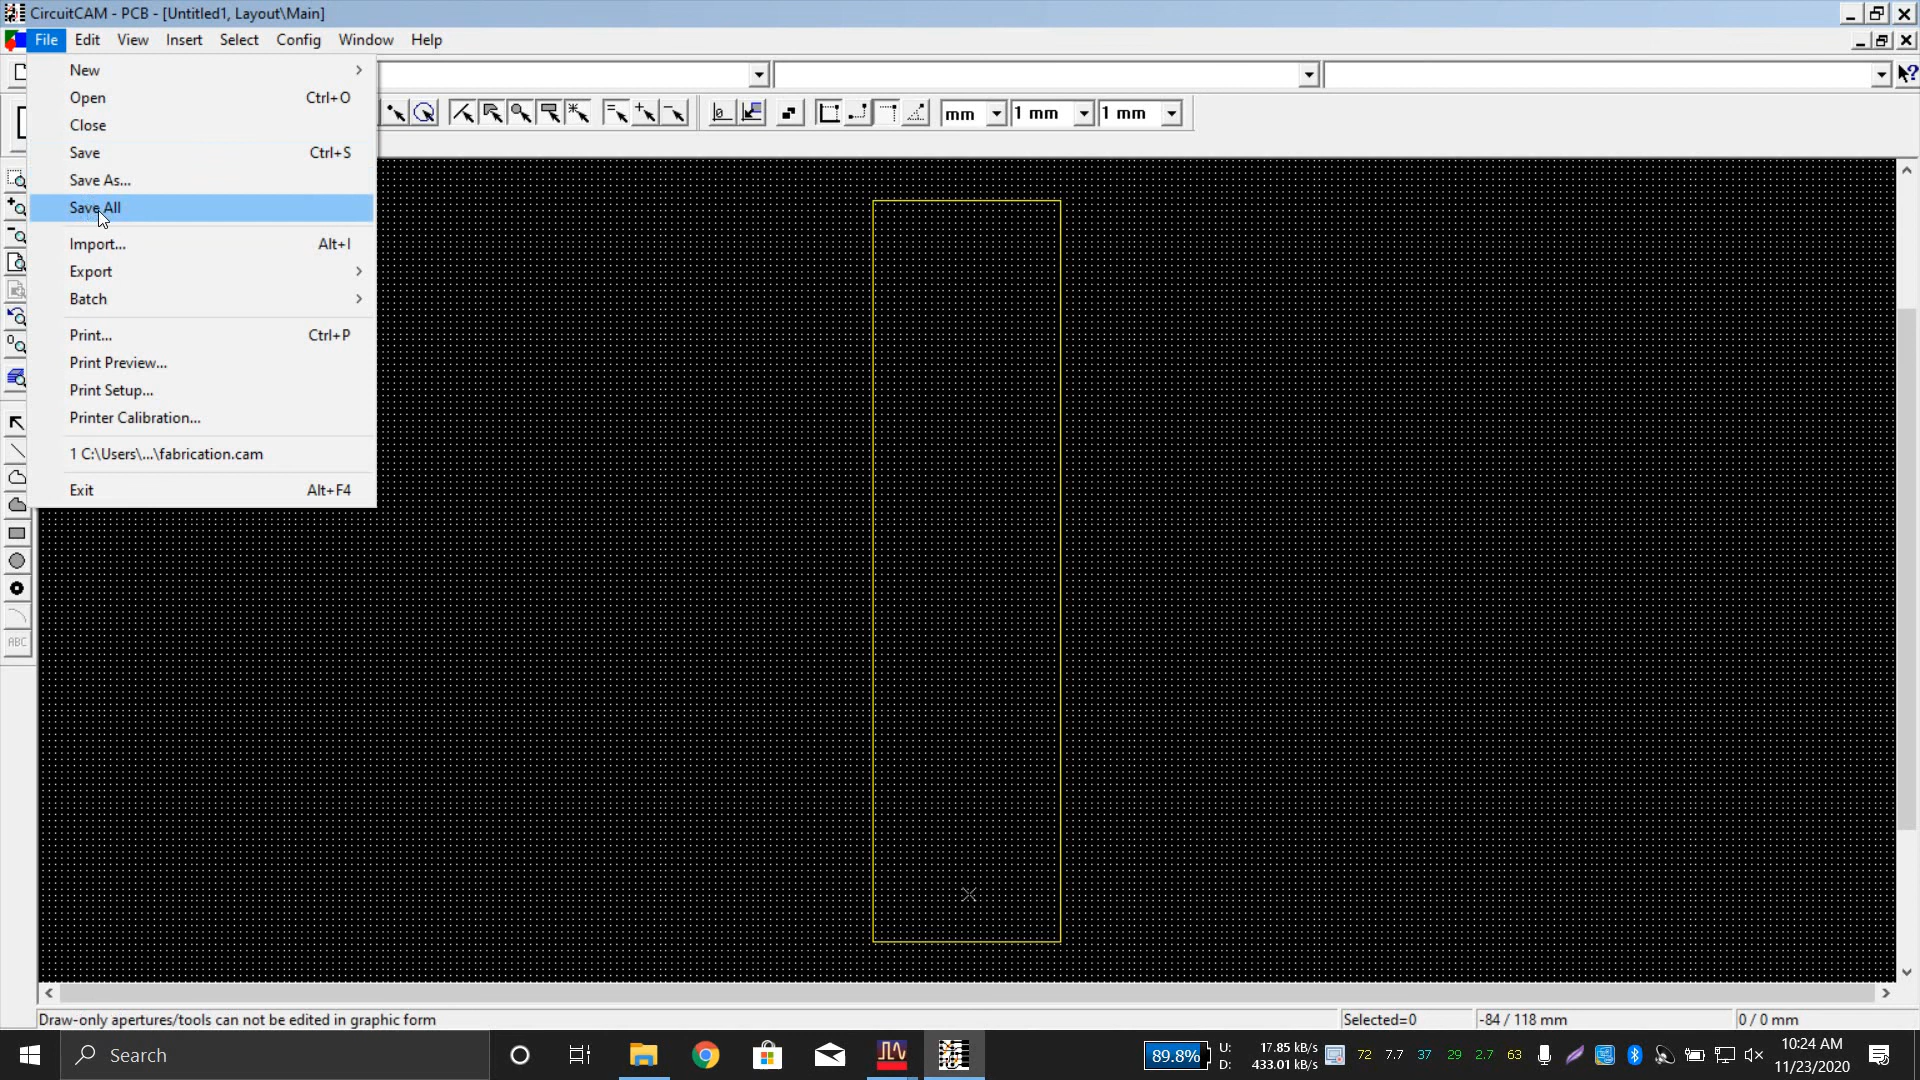 CircuitCAM - PCB - [Untitled1, Layout\Main]
File Edit View Insert Select Config Window Help
New
Open Ctrl+O
Close
Save Ctrl+S
Save As...
Save All
Import... Alt+I
Export
Batch
Print... Ctrl+P
Print Preview...
Print Setup...
Printer Calibration...
1 C:\Users\...\fabrication.cam
Exit Alt+F4
mm 1 mm 1 mm
ABC
Draw-only apertures/tools can not be edited in graphic form
Selected=0
-84 / 118 mm
0 / 0 mm
Search
89.8%
U: 17.85 kB/s
D: 433.01 kB/s
72 7.7 37 29 2.7 63
10:24 AM
11/23/2020